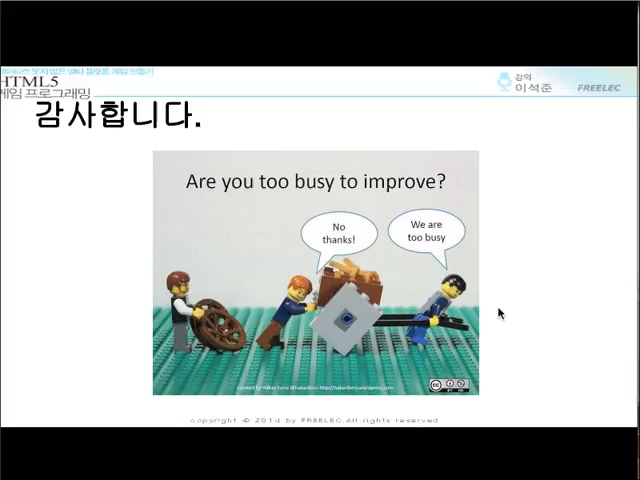 HTML5
게임 프로그래밍
강의
이석준
FREELEC
감사합니다.
Are you too busy to improve?
No
thanks!
We are
too busy
copyright © 2014 by FREELEC.All rights reserved